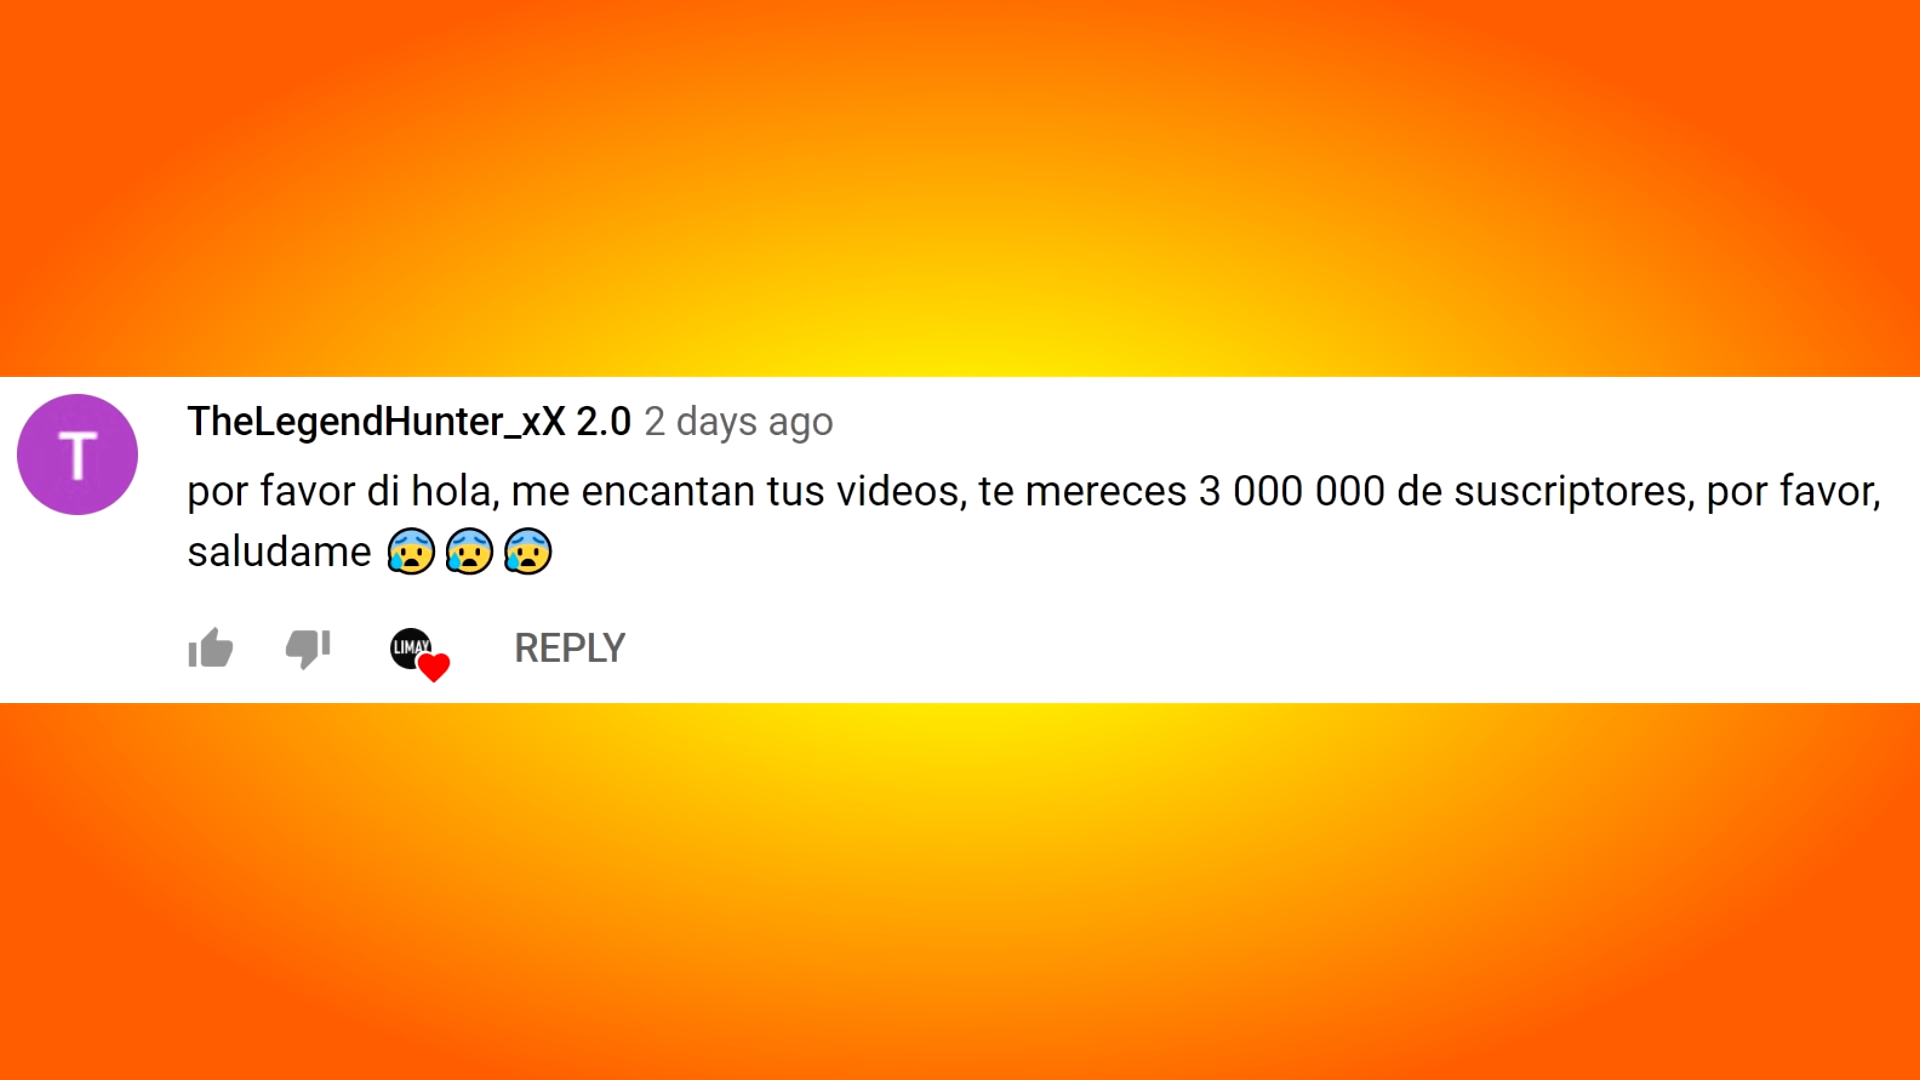 T
TheLegendHunter_xX 2.0 2 days ago
por favor di hola, me encantan tus videos, te mereces 3 000 000 de suscriptores, por favor,
saludame 😰😰😰
LIMAY
REPLY